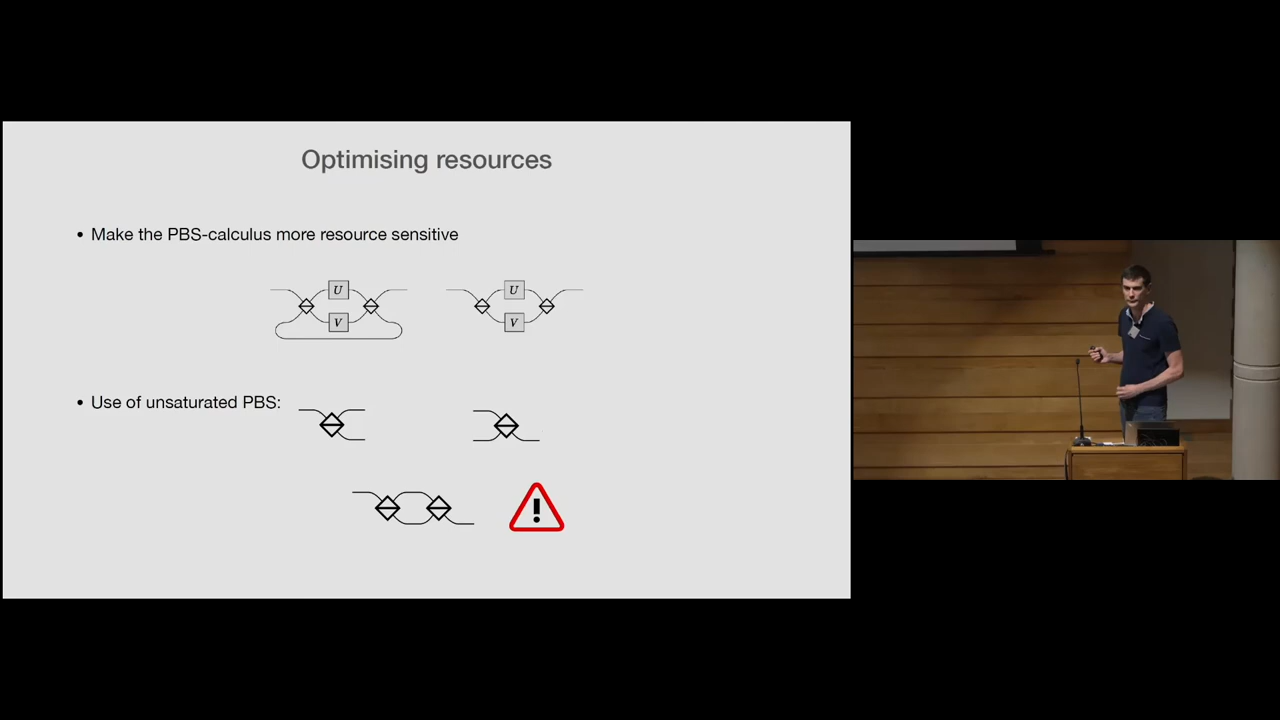 Optimising resources
• Make the PBS-calculus more resource sensitive
U U
V V
• Use of unsaturated PBS:
!